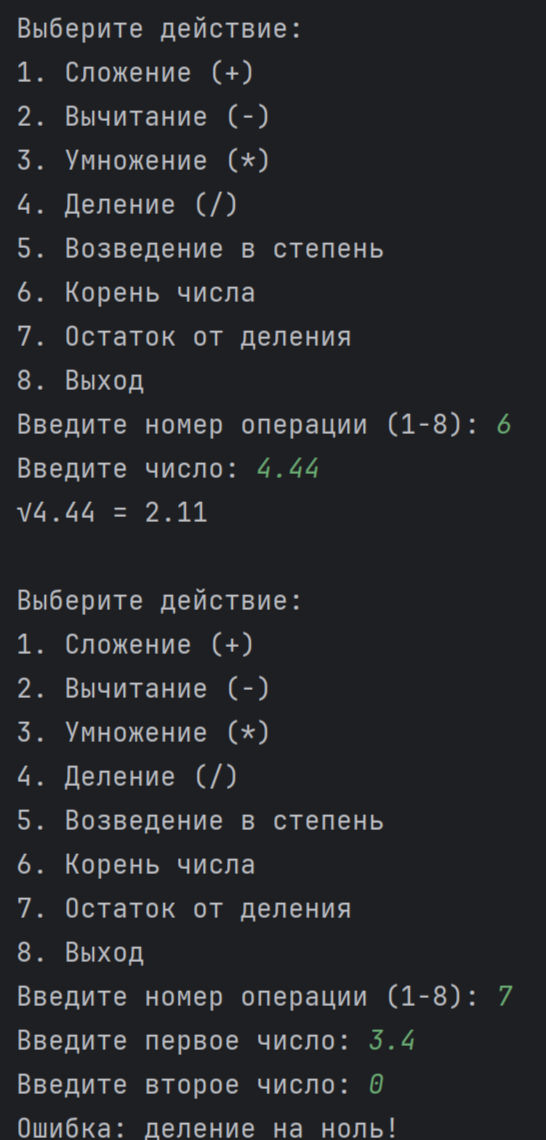 Выберите действие:
1. Сложение (+)
2. Вычитание (-)
3. Умножение (*)
4. Деление (/)
5. Возведение в степень
6. Корень числа
7. Остаток от деления
8. Выход
Введите номер операции (1-8): 6
Введите число: 4.44
√4.44 = 2.11
Выберите действие:
1. Сложение (+)
2. Вычитание (-)
3. Умножение (*)
4. Деление (/)
5. Возведение в степень
6. Корень числа
7. Остаток от деления
8. Выход
Введите номер операции (1-8): 7
Введите первое число: 3.4
Введите второе число: 0
Ошибка: деление на ноль!